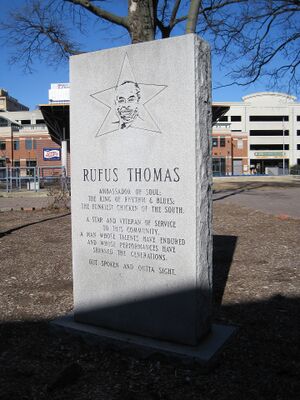 RUFUS THOMAS
AMBASSADOR OF SOUL;
THE KING OF RHYTHM & BLUES;
THE FUNKIEST CHICKEN OF THE SOUTH.
A STAR AND VETERAN OF SERVICE
TO THIS COMMUNITY.
A MAN WHOSE TALENTS HAVE ENDURED
AND WHOSE PERFORMANCES HAVE
SPANNED THE GENERATIONS.
OUT SPOKEN AND OUTTA SIGHT.